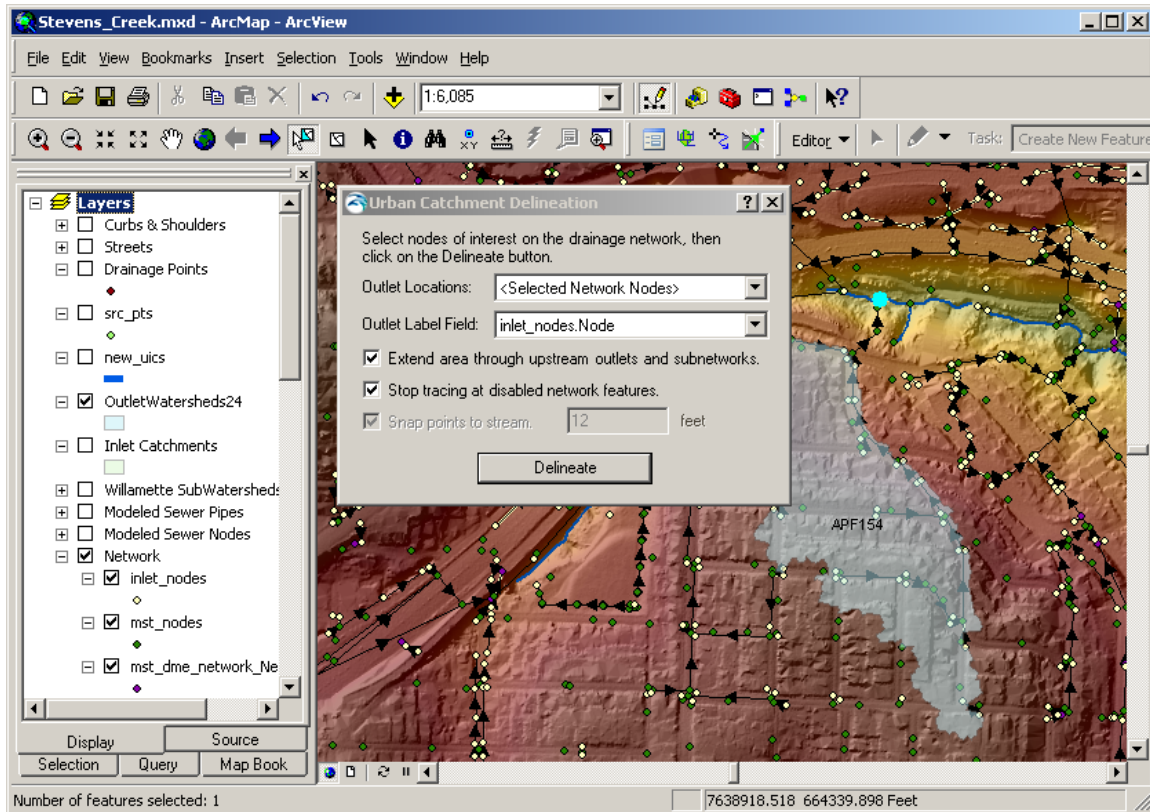 Stevens_Creek.mxd - ArcMap - ArcView
File Edit View Bookmarks Insert Selection Tools Window Help
1:6,085
XY
Editor
Task: Create New Feature
Layers
Curbs & Shoulders
Streets
Drainage Points
src_pts
new_uics
OutletWatersheds24
Inlet Catchments
Willamette SubWatersheds
Modeled Sewer Pipes
Modeled Sewer Nodes
Network
inlet_nodes
mst_nodes
mst_dme_network_Ne
Display Source
Selection Query Map Book
Urban Catchment Delineation
Select nodes of interest on the drainage network, then
click on the Delineate button.
Outlet Locations: <Selected Network Nodes>
Outlet Label Field: inlet_nodes.Node
Extend area through upstream outlets and subnetworks.
Stop tracing at disabled network features.
Snap points to stream. 12 feet
Delineate
APF154
Number of features selected: 1
7638918.518 664339.898 Feet